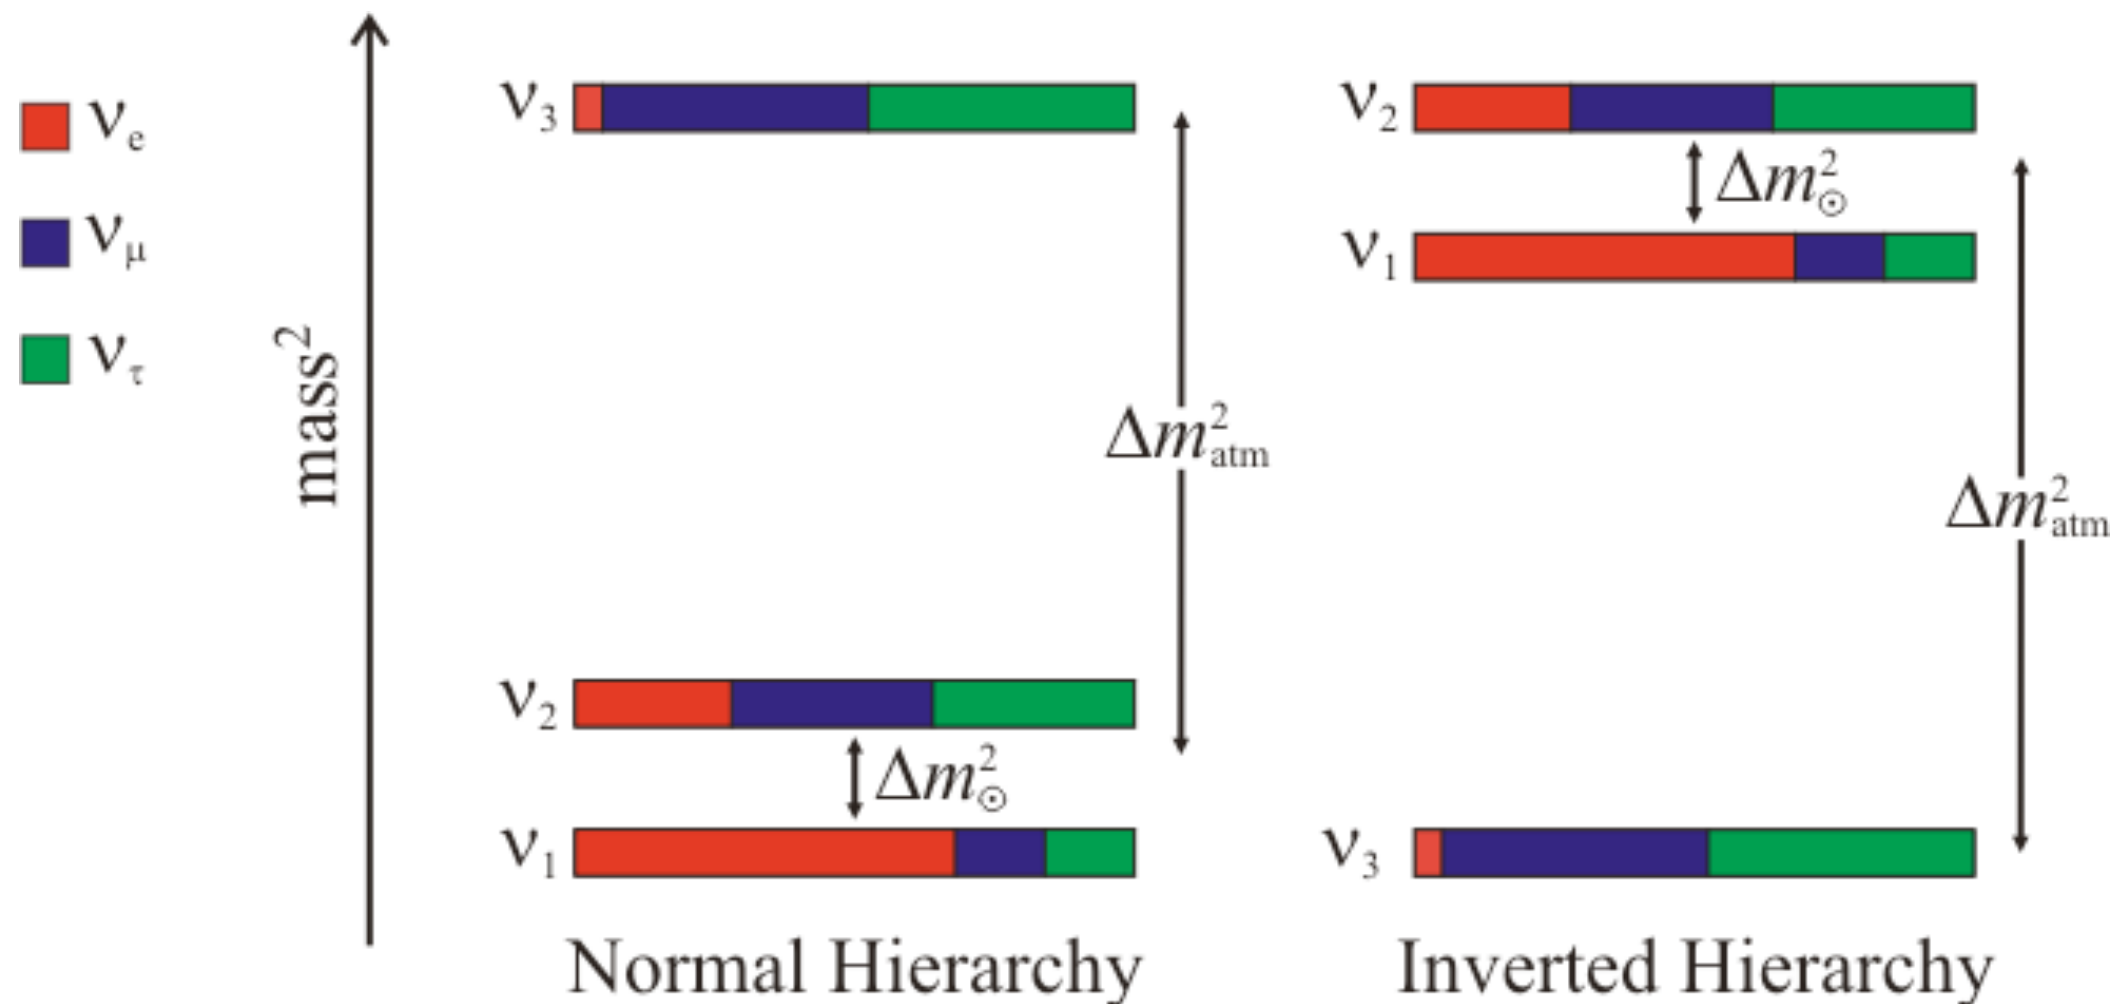 νe
νμ
ντ
mass²
ν₃
ν₂
Δm²⊙
ν₁
Δm²atm
Normal Hierarchy
ν₂
Δm²⊙
ν₁
Δm²atm
ν₃
Inverted Hierarchy